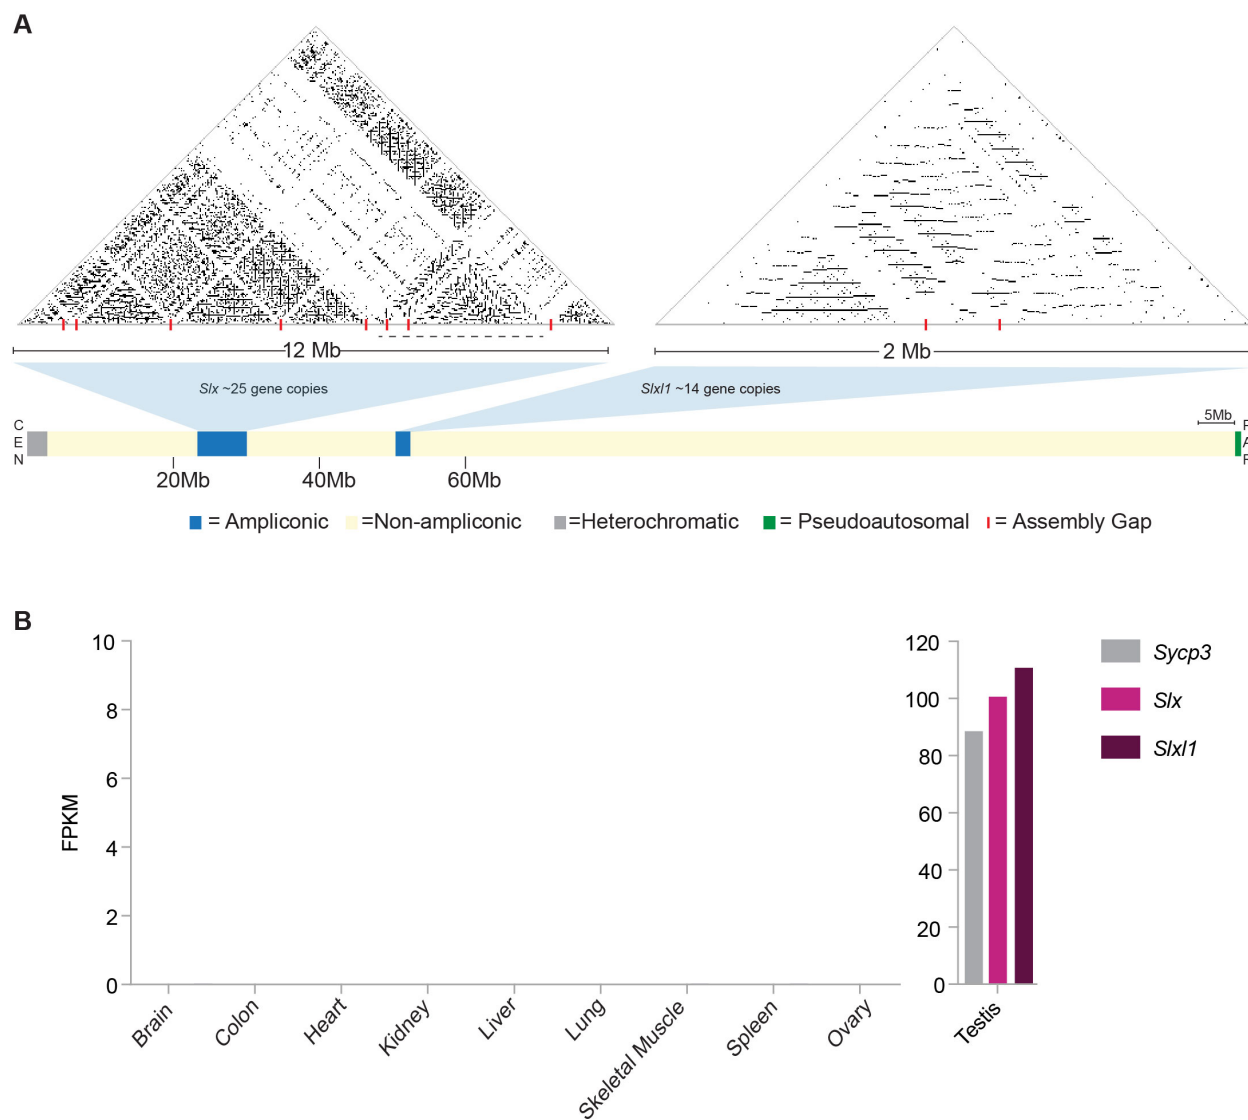 A
12 Mb
2 Mb
Slx ~25 gene copies
Slxl1 ~14 gene copies
5Mb
CEN
20Mb
40Mb
60Mb
= Ampliconic
=Non-ampliconic
=Heterochromatic
= Pseudoautosomal
= Assembly Gap
B
10
8
6
4
2
0
FPKM
Brain
Colon
Heart
Kidney
Liver
Lung
Skeletal Muscle
Spleen
Ovary
120
100
80
60
40
20
0
Testis
Sycp3
Slx
Slxl1